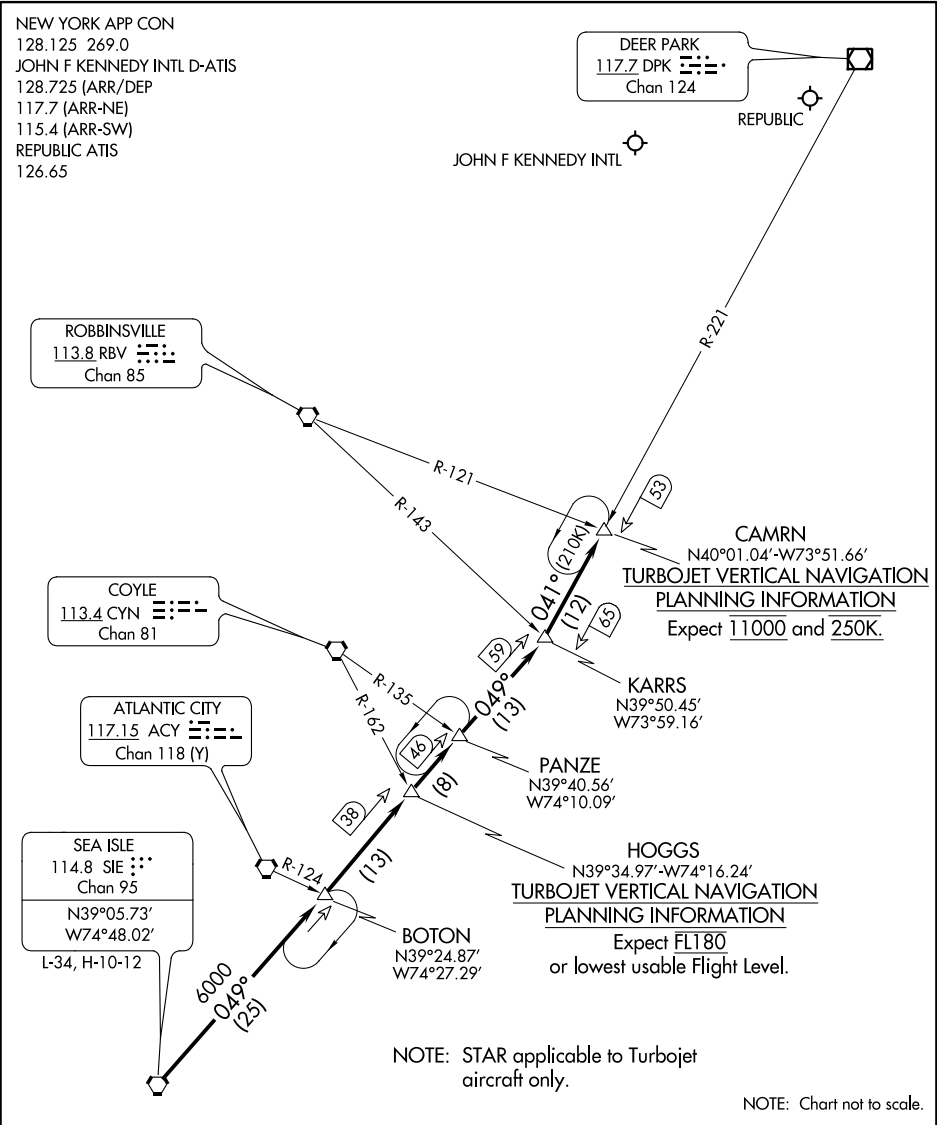 NEW YORK APP CON
128.125 269.0
JOHN F KENNEDY INTL D-ATIS
128.725 (ARR/DEP
117.7 (ARR-NE)
115.4 (ARR-SW)
REPUBLIC ATIS
126.65
DEER PARK
117.7 DPK
Chan 124
REPUBLIC
JOHN F KENNEDY INTL
R-221
ROBBINSVILLE
113.8 RBV
Chan 85
R-121
R-143
53
CAMRN
N40°01.04'-W73°51.66'
TURBOJET VERTICAL NAVIGATION
PLANNING INFORMATION
Expect 11000 and 250K.
(210K)
041°
(12)
65
59
KARRS
N39°50.45'
W73°59.16'
COYLE
113.4 CYN
Chan 81
R-135
R-162
049°
(13)
46
PANZE
N39°40.56'
W74°10.09'
(8)
ATLANTIC CITY
117.15 ACY
Chan 118 (Y)
38
R-124
(13)
HOGGS
N39°34.97'-W74°16.24'
TURBOJET VERTICAL NAVIGATION
PLANNING INFORMATION
Expect FL180
or lowest usable Flight Level.
SEA ISLE
114.8 SIE
Chan 95
N39°05.73'
W74°48.02'
L-34, H-10-12
BOTON
N39°24.87'
W74°27.29'
6000
049°
(25)
NOTE: STAR applicable to Turbojet
aircraft only.
NOTE: Chart not to scale.